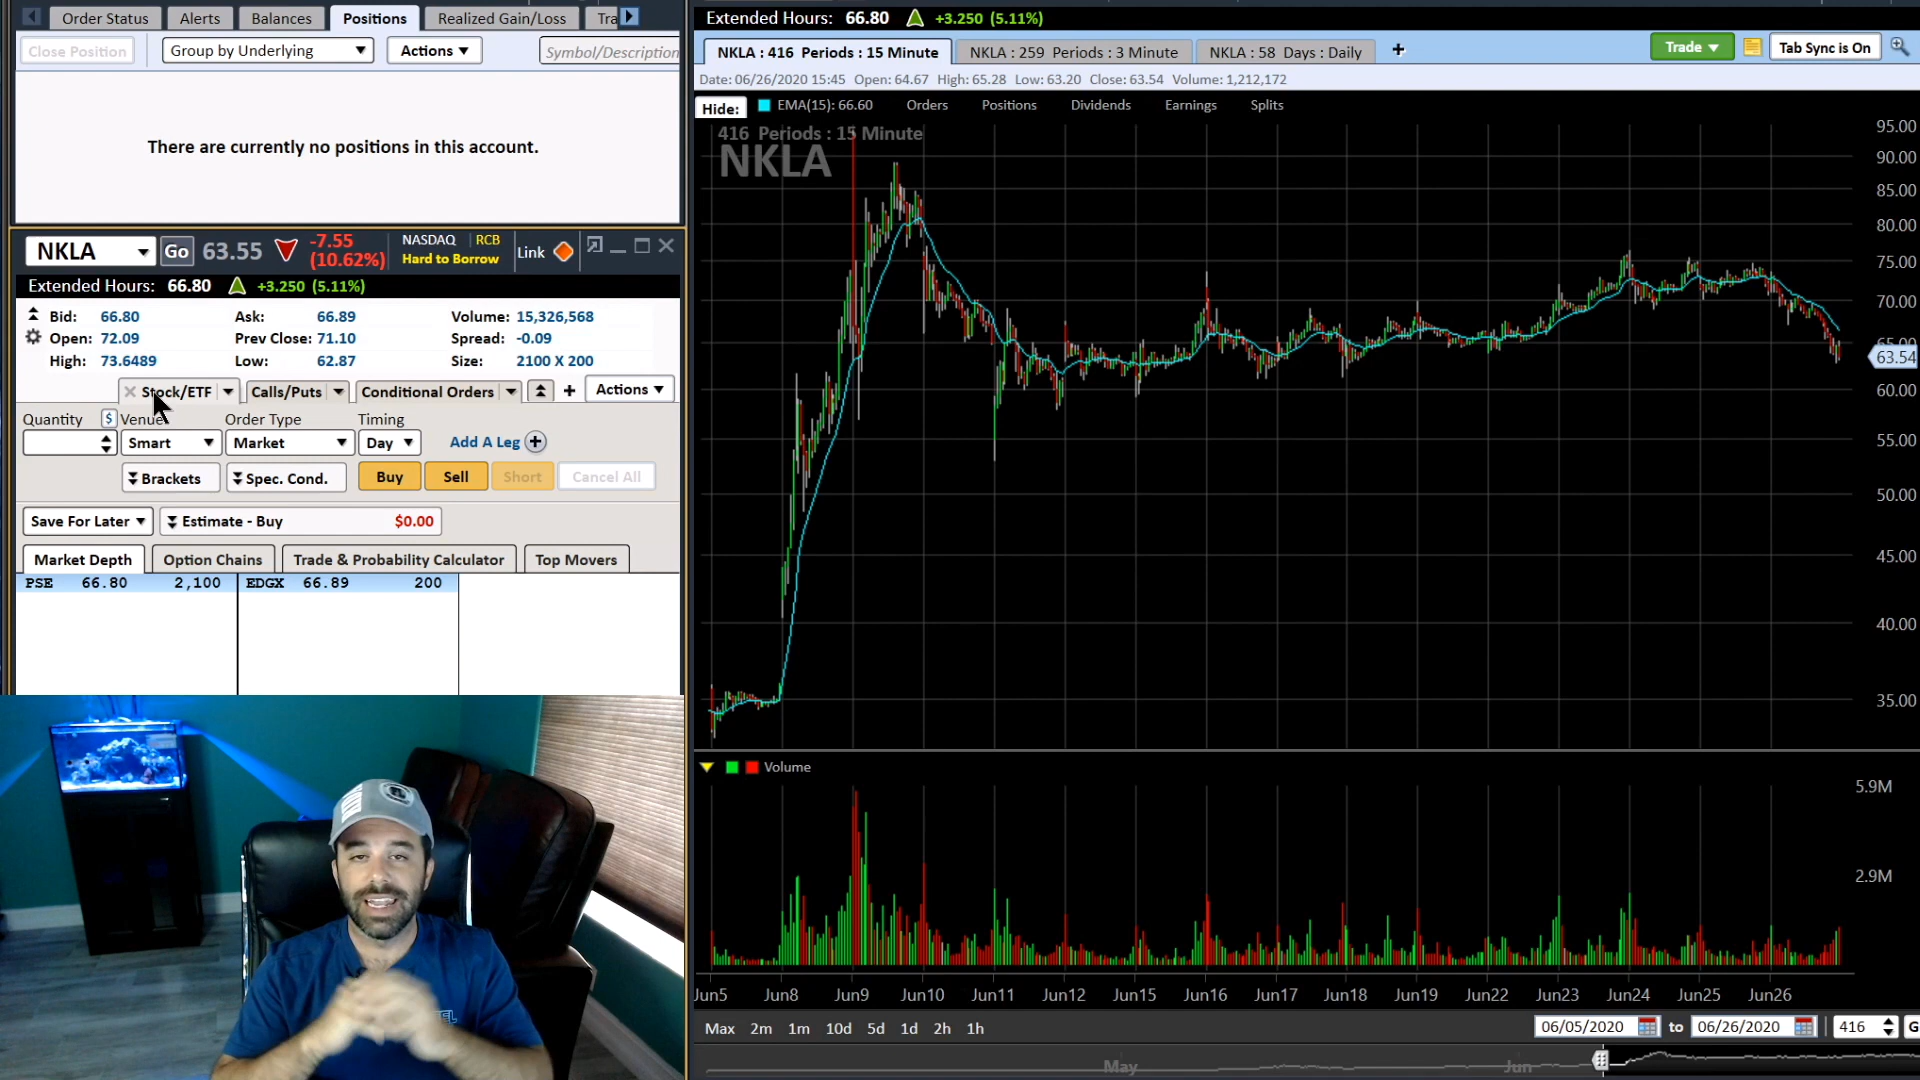 Order Status Alerts Balances Positions Realized Gain/Loss Tra
Close Position Group by Underlying Actions Symbol/Description
There are currently no positions in this account.
NKLA Go 63.55 -7.55 (10.62%) NASDAQ RCB Hard to Borrow Link
Extended Hours: 66.80 +3.250 (5.11%)
Bid: 66.80 Ask: 66.89 Volume: 15,326,568
Open: 72.09 Prev Close: 71.10 Spread: -0.09
High: 73.6489 Low: 62.87 Size: 2100 X 200
Stock/ETF Calls/Puts Conditional Orders + Actions
Quantity $ Venue Order Type Timing
Smart Market Day Add A Leg
Brackets Spec. Cond. Buy Sell Short Cancel All
Save For Later Estimate - Buy $0.00
Market Depth Option Chains Trade & Probability Calculator Top Movers
PSE 66.80 2,100 EDGX 66.89 200
Extended Hours: 66.80 +3.250 (5.11%)
NKLA : 416 Periods : 15 Minute NKLA : 259 Periods : 3 Minute NKLA : 58 Days : Daily + Trade Tab Sync is On
Date: 06/26/2020 15:45 Open: 64.67 High: 65.28 Low: 63.20 Close: 63.54 Volume: 1,212,172
Hide: EMA(15): 66.60 Orders Positions Dividends Earnings Splits
416 Periods : 15 Minute
NKLA
95.00
90.00
85.00
80.00
75.00
70.00
65.00
63.54
60.00
55.00
50.00
45.00
40.00
35.00
Volume
5.9M
2.9M
Jun5 Jun8 Jun9 Jun10 Jun11 Jun12 Jun15 Jun16 Jun17 Jun18 Jun19 Jun22 Jun23 Jun24 Jun25 Jun26
Max 2m 1m 10d 5d 1d 2h 1h 06/05/2020 to 06/26/2020 416 G
May Jun